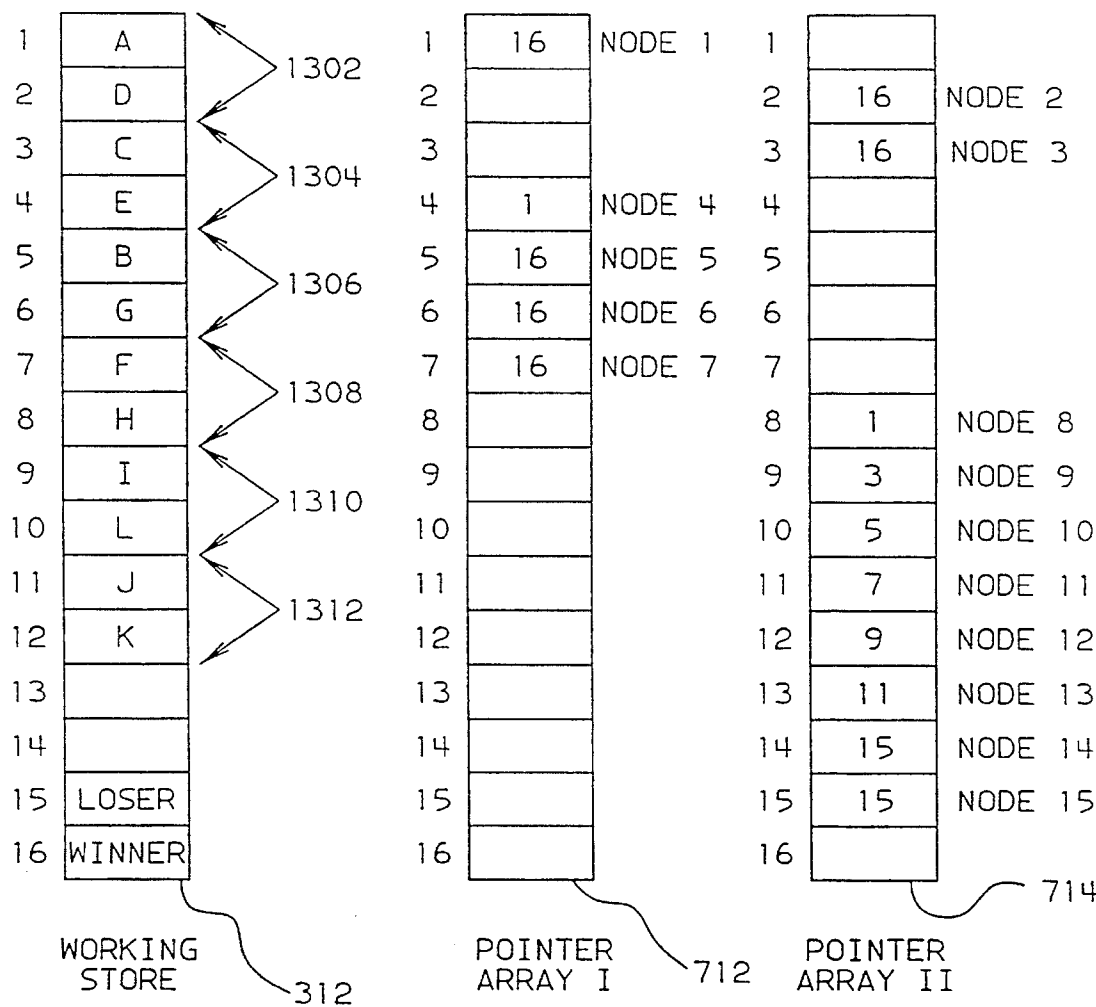 1 A 1 16 NODE 1 1
1302
2 D 2 2 16 NODE 2
3 C 3 3 16 NODE 3
1304
4 E 4 1 NODE 4 4
5 B 5 16 NODE 5 5
1306
6 G 6 16 NODE 6 6
7 F 7 16 NODE 7 7
1308
8 H 8 8 1 NODE 8
9 I 9 9 3 NODE 9
1310
10 L 10 10 5 NODE 10
11 J 11 11 7 NODE 11
1312
12 K 12 12 9 NODE 12
13 13 13 11 NODE 13
14 14 14 15 NODE 14
15 LOSER 15 15 15 NODE 15
16 WINNER 16 16
714
WORKING STORE
312
POINTER ARRAY I
712
POINTER ARRAY II